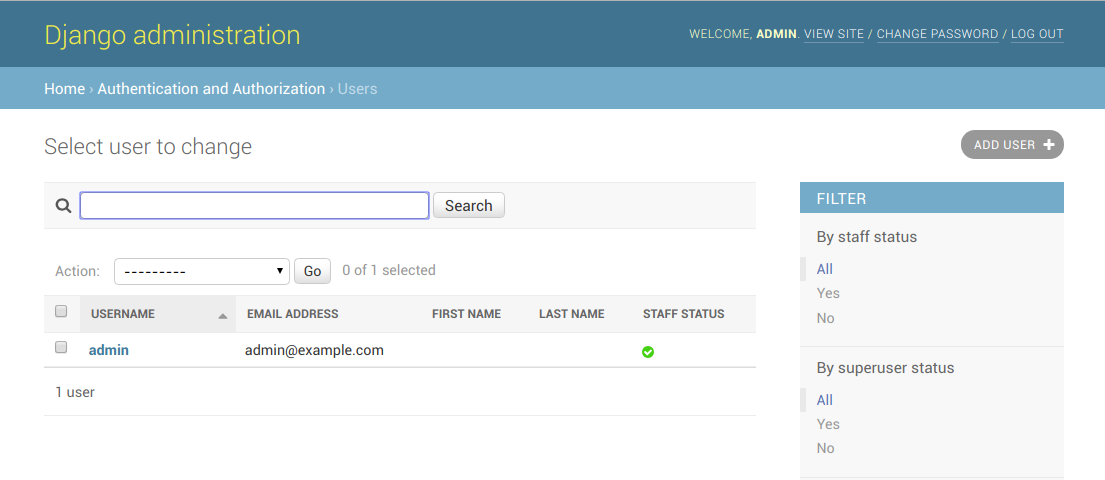 Django administration
WELCOME, ADMIN. VIEW SITE / CHANGE PASSWORD / LOG OUT
Home › Authentication and Authorization › Users
Select user to change
ADD USER +
Search
Action: --------- Go 0 of 1 selected
USERNAME EMAIL ADDRESS FIRST NAME LAST NAME STAFF STATUS
admin admin@example.com
1 user
FILTER
By staff status
All
Yes
No
By superuser status
All
Yes
No